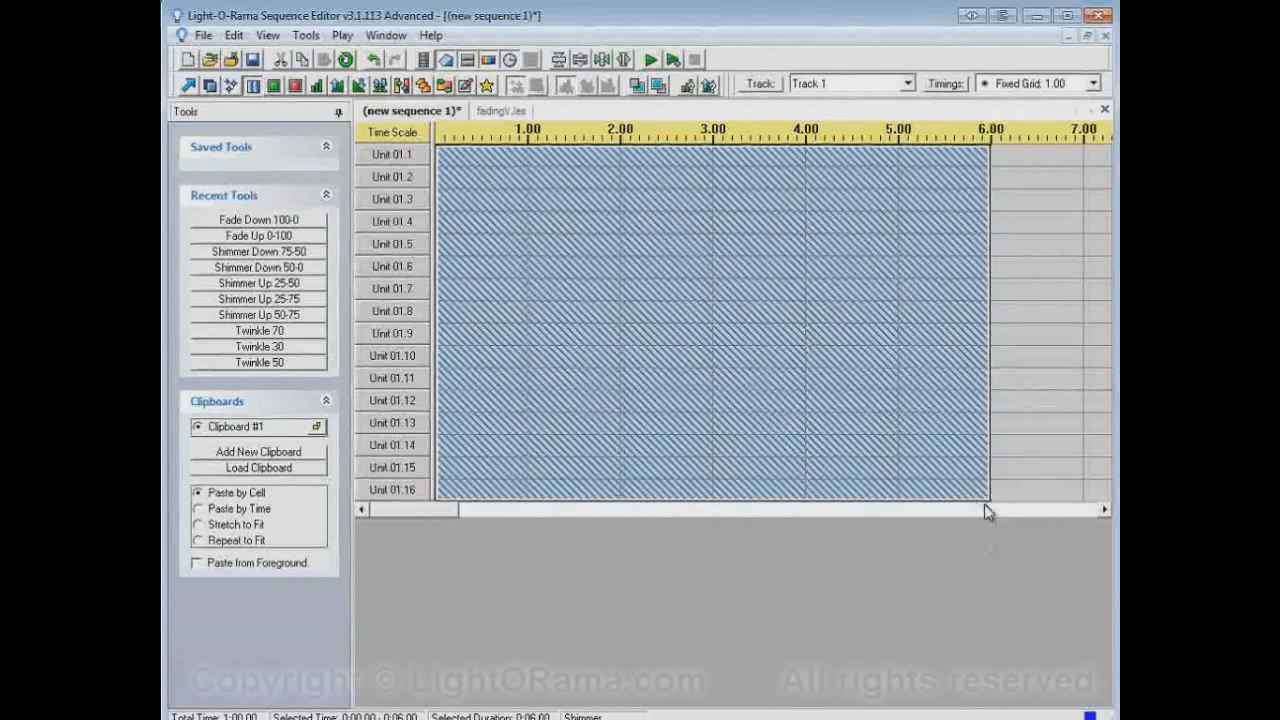 Light-O-Rama Sequence Editor v3.1.113 Advanced - [(new sequence 1)*]
File Edit View Tools Play Window Help
Track: Track 1 Timings: Fixed Grid: 1.00
Tools
(new sequence 1)* fadingV.las
Time Scale 1.00 2.00 3.00 4.00 5.00 6.00 7.00
Saved Tools
Recent Tools
Fade Down 100-0
Fade Up 0-100
Shimmer Down 75-50
Shimmer Down 50-0
Shimmer Up 25-50
Shimmer Up 25-75
Shimmer Up 50-75
Twinkle 70
Twinkle 30
Twinkle 50
Clipboards
Clipboard #1
Add New Clipboard
Load Clipboard
Paste by Cell
Paste by Time
Stretch to Fit
Repeat to Fit
Paste from Foreground
Unit 01.1
Unit 01.2
Unit 01.3
Unit 01.4
Unit 01.5
Unit 01.6
Unit 01.7
Unit 01.8
Unit 01.9
Unit 01.10
Unit 01.11
Unit 01.12
Unit 01.13
Unit 01.14
Unit 01.15
Unit 01.16
Copyright © LightORama.com All rights reserved
Total Time: 1:00.00 Selected Time: 0:00.00 - 0:06.00 Selected Duration: 0:06.00 Shimmer